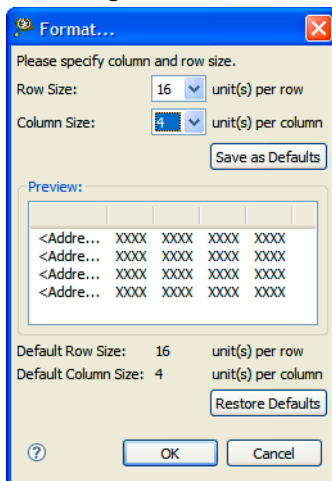 Format...
Please specify column and row size.
Row Size: 16 unit(s) per row
Column Size: 4 unit(s) per column
Save as Defaults
Preview:
<Addre... XXXX XXXX XXXX XXXX
<Addre... XXXX XXXX XXXX XXXX
<Addre... XXXX XXXX XXXX XXXX
<Addre... XXXX XXXX XXXX XXXX
Default Row Size: 16 unit(s) per row
Default Column Size: 4 unit(s) per column
Restore Defaults
? OK Cancel